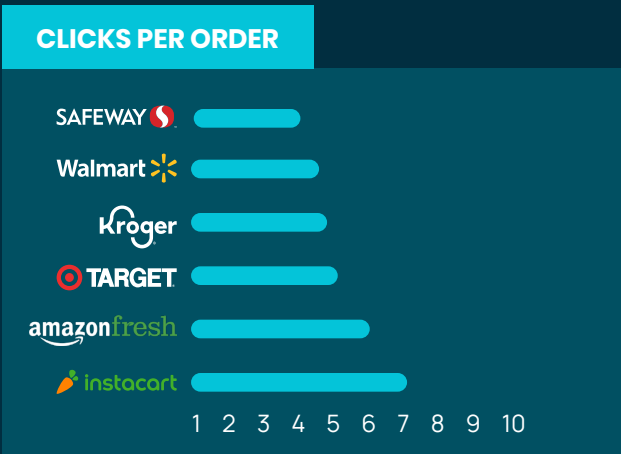 CLICKS PER ORDER
SAFEWAY
Walmart
Kroger
TARGET
amazonfresh
instacart
1 2 3 4 5 6 7 8 9 10